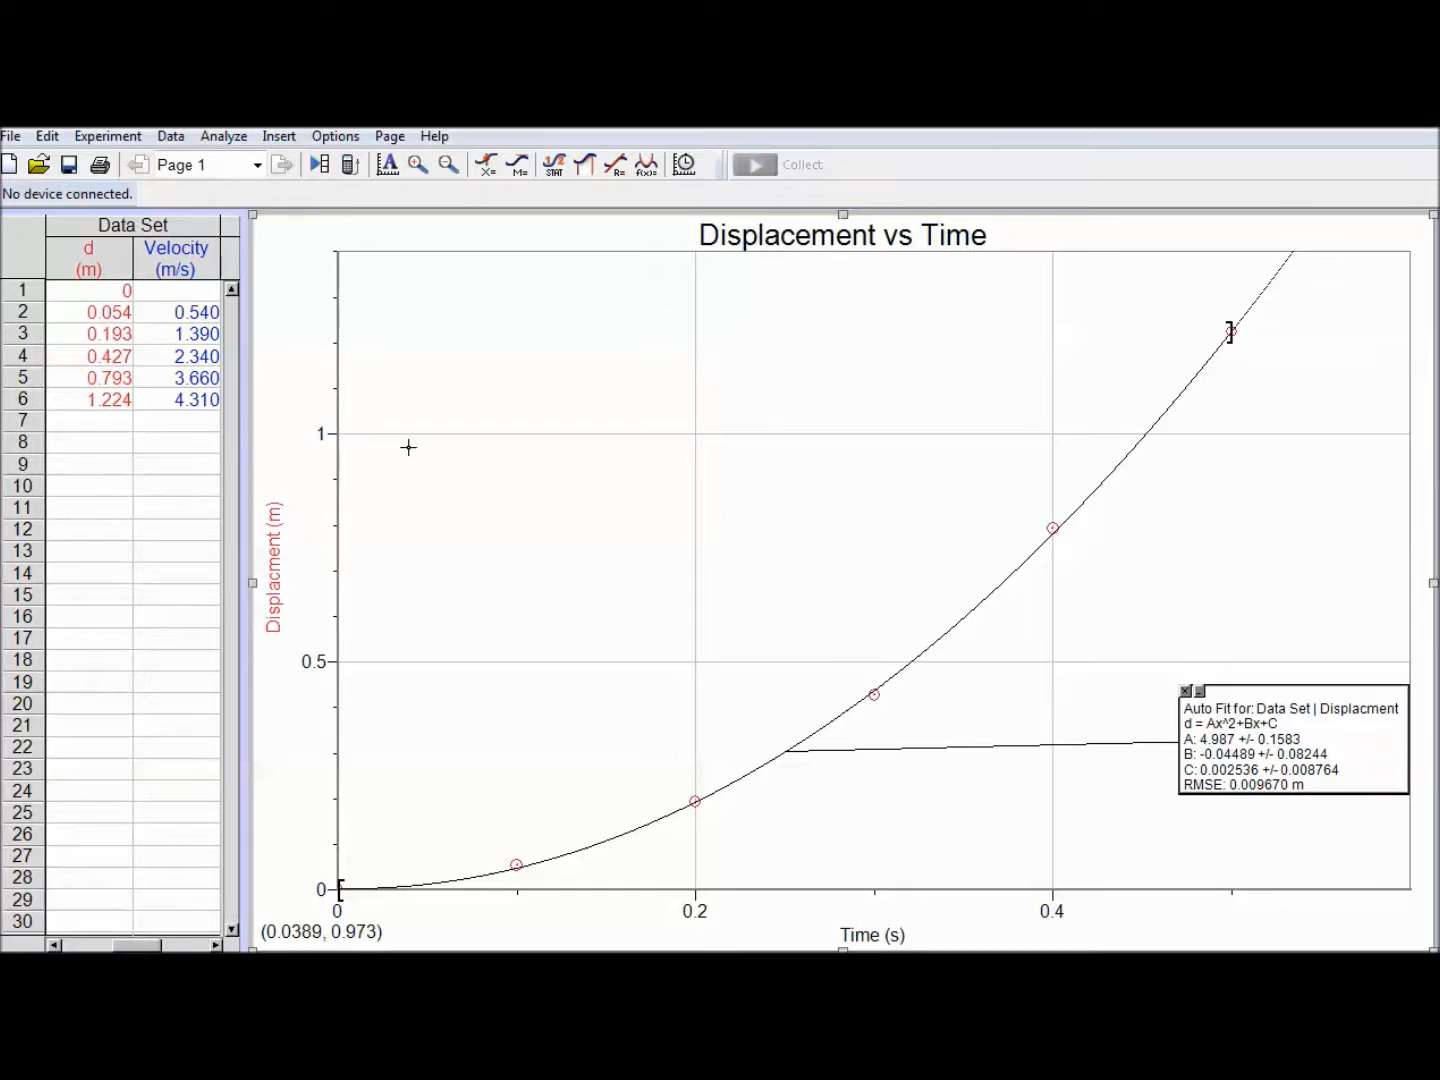 File Edit Experiment Data Analyze Insert Options Page Help
Page 1 X= M= STAT R= f(x)= Collect
No device connected.
Data Set
d Velocity
(m) (m/s)
1 0
2 0.054 0.540
3 0.193 1.390
4 0.427 2.340
5 0.793 3.660
6 1.224 4.310
7
8
9
10
11
12
13
14
15
16
17
18
19
20
21
22
23
24
25
26
27
28
29
30
Displacement vs Time
1
0.5
0
Displacment (m)
0 0.2 0.4
Time (s)
(0.0389, 0.973)
Auto Fit for: Data Set | Displacment
d = Ax^2+Bx+C
A: 4.987 +/- 0.1583
B: -0.04489 +/- 0.08244
C: 0.002536 +/- 0.008764
RMSE: 0.009670 m